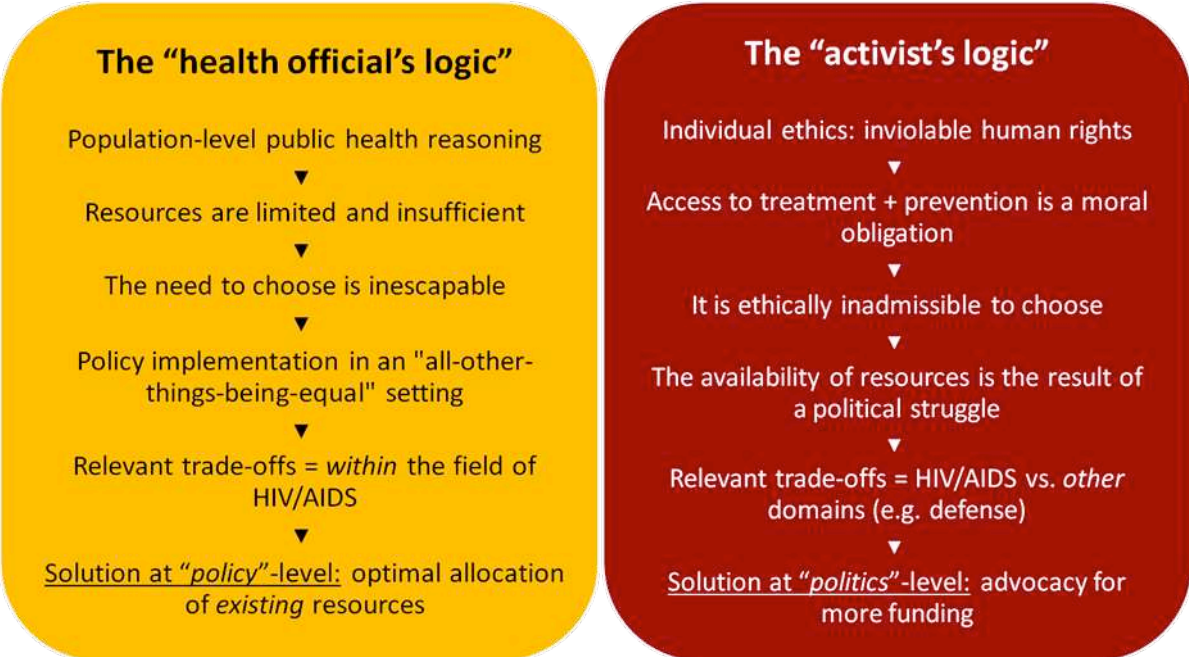 The “health official’s logic”
Population-level public health reasoning
▼
Resources are limited and insufficient
▼
The need to choose is inescapable
▼
Policy implementation in an "all-other-
things-being-equal" setting
▼
Relevant trade-offs = within the field of
HIV/AIDS
▼
Solution at “policy”-level: optimal allocation
of existing resources
The “activist’s logic”
Individual ethics: inviolable human rights
▼
Access to treatment + prevention is a moral
obligation
▼
It is ethically inadmissible to choose
▼
The availability of resources is the result of
a political struggle
▼
Relevant trade-offs = HIV/AIDS vs. other
domains (e.g. defense)
▼
Solution at “politics”-level: advocacy for
more funding